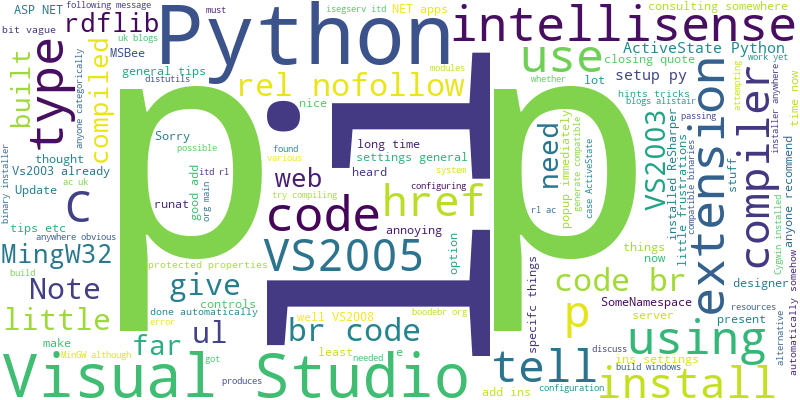 ASP NET
following message
must
isegserv itd
NET apps
consulting somewhere
bit vague
rdflib
uk blogs
Python
intellisense
MSBee
general tips
distutils
rel nofollow
modules
use
ActiveState Python
closing quote
work yet
whether
lot
setup py
attempting
type
built
compiled
anyone categorically
p p
li
nice
extension
compiler
hints tricks
blogs alistair
time now
installer anywhere
Sorry
possible
found
various
long time
settings general
system
need
popup immediately
generate compatible
case ActiveState
VS2003
installed ReSharper
little frustrations
compatible binaries
passing
stuff
anyone recommend
binary installer
thought
Vs2003 already
ac uk
Update
C
runat
good add
org main
itd rl
web
heard
try compiling
configuring
href
rl ac
things
now
Cygwin installed
tips etc
anywhere obvious
code
annoying
MingW32
VS2005
option
designer
automatically somehow
build
protected properties
Note
give
controls
code br
SomeNamespace
resources
little
done automatically
error
ul
well VS2008
boodebr org
br code
specifc things
p
server
present
alternative
using
make
far
least
e
tell
discuss
MinGW although
got
needed
ins settings
build windows
Visual Studio
produces
add ins
configuration
install